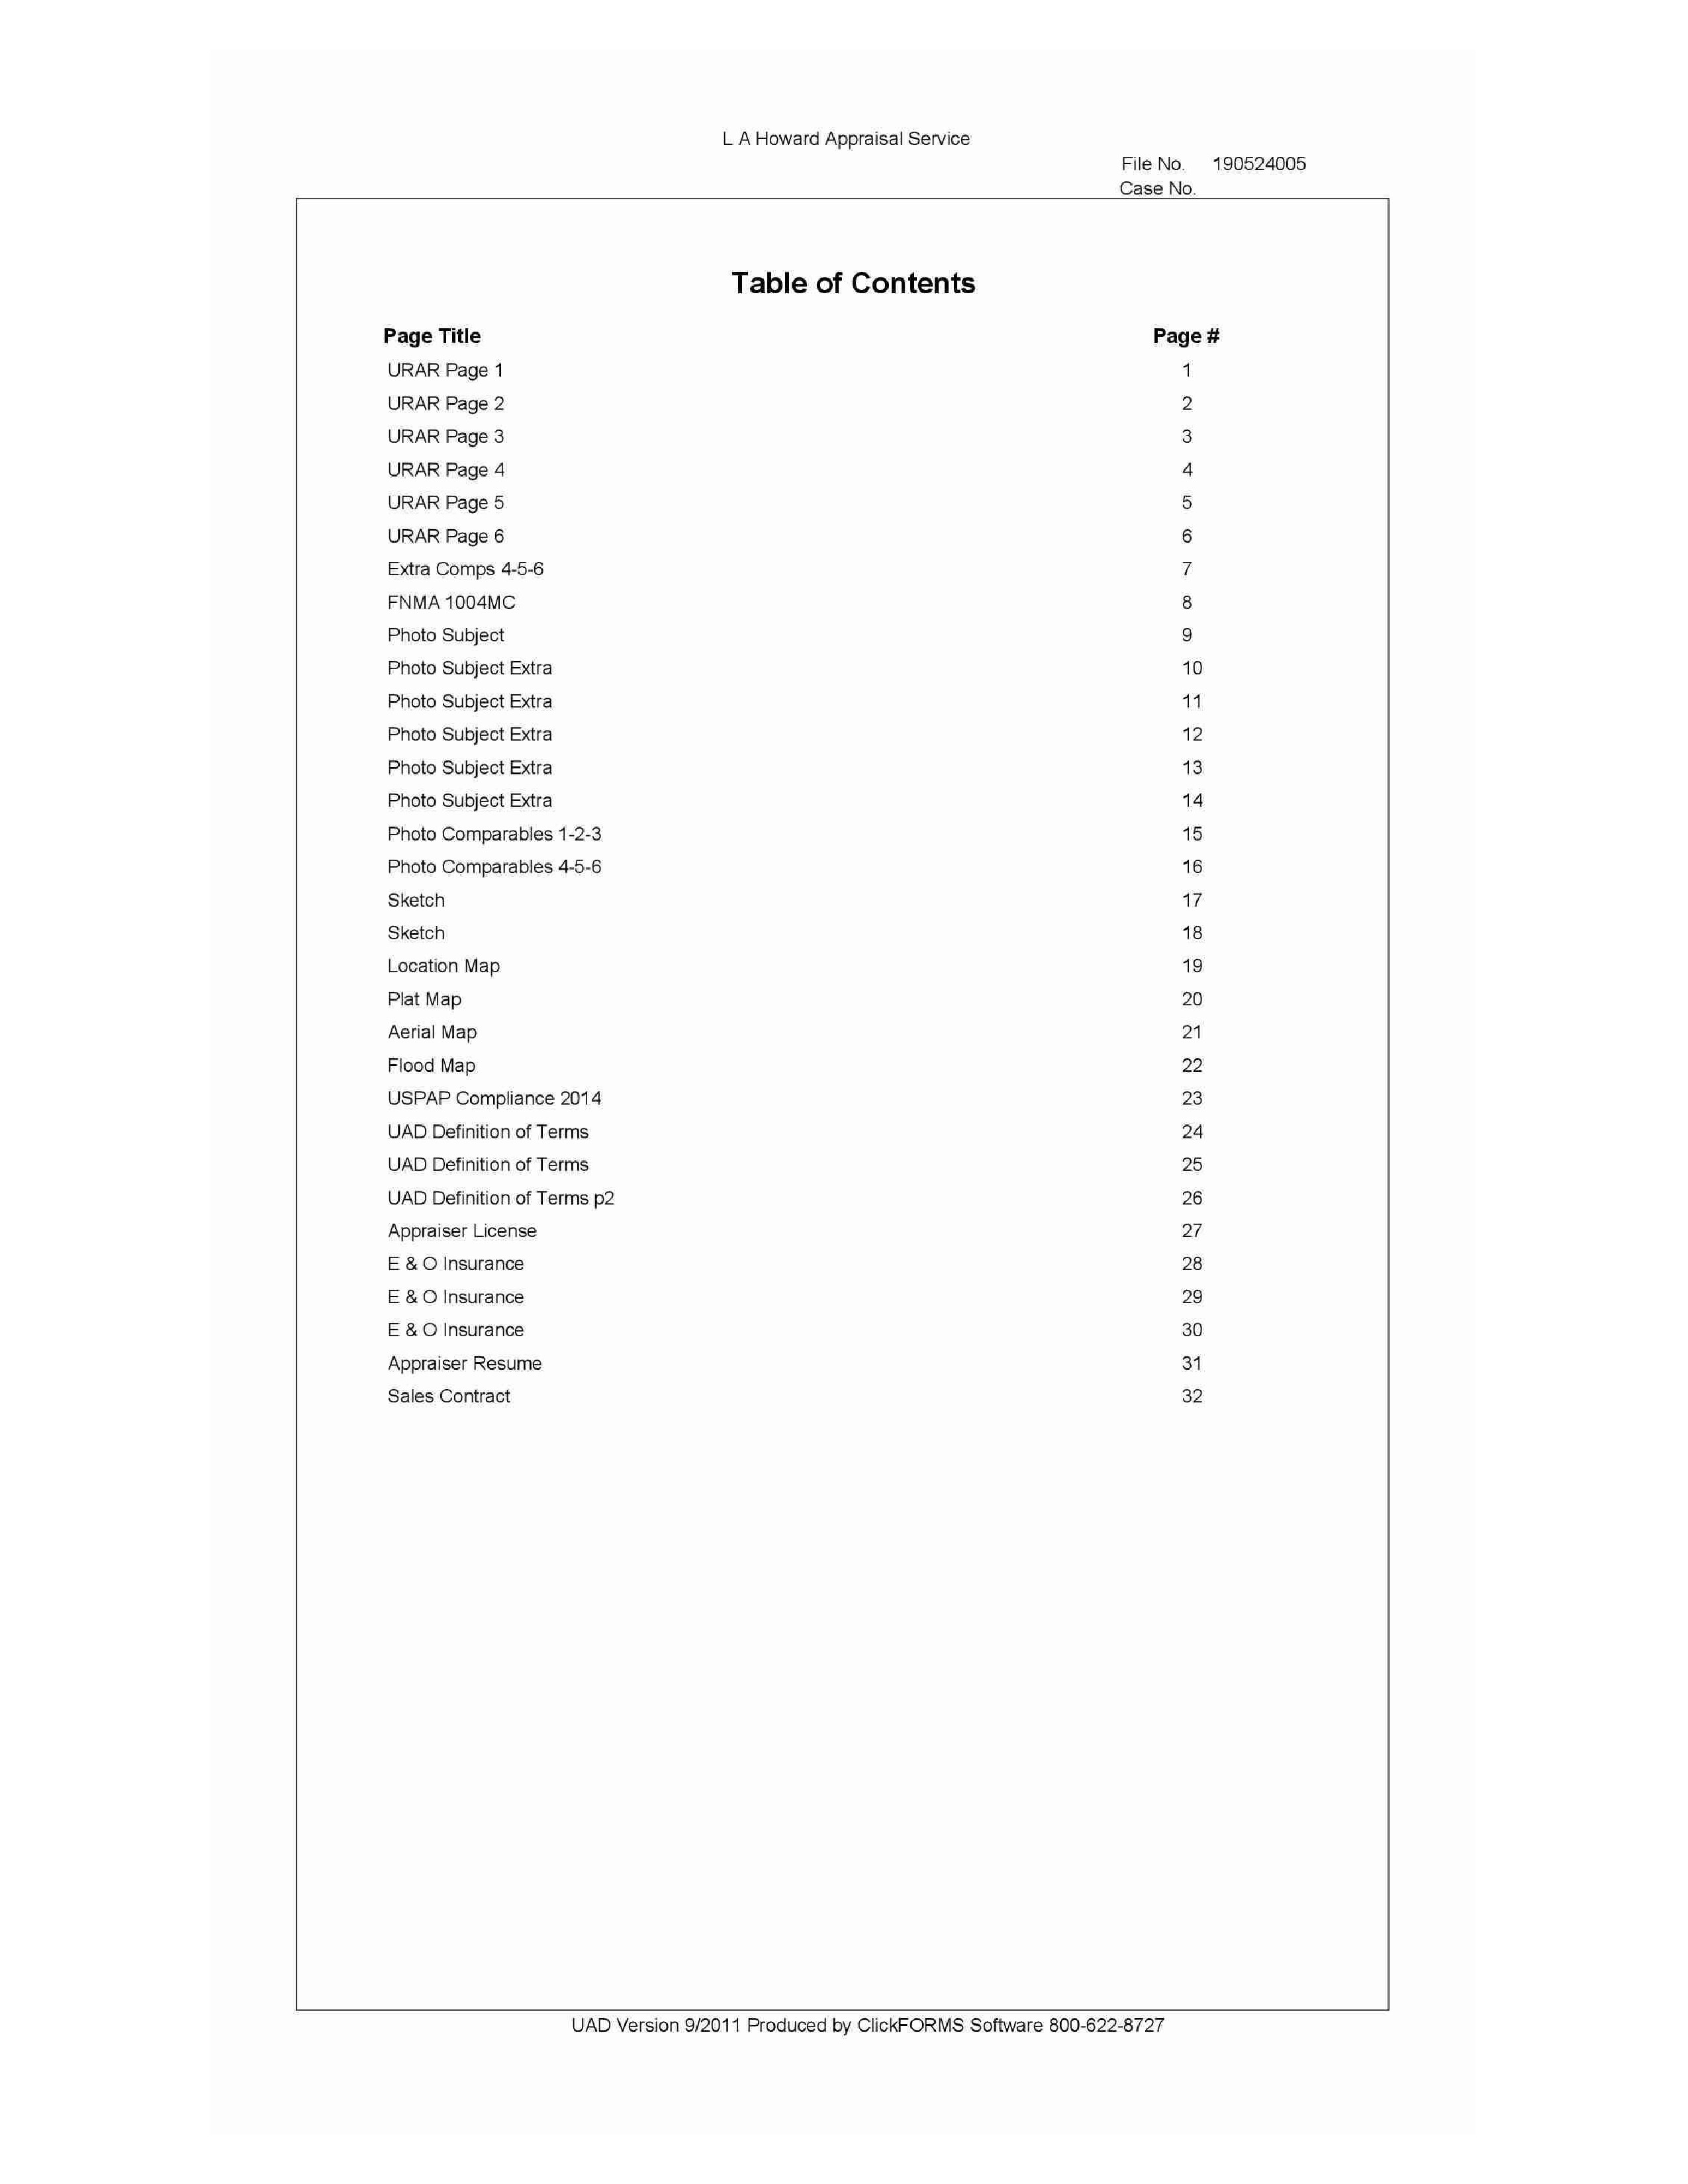 L A Howard Appraisal Service
File No. 190524005
Case No.
Table of Contents
Page Title Page #
URAR Page 1 1
URAR Page 2 2
URAR Page 3 3
URAR Page 4 4
URAR Page 5 5
URAR Page 6 6
Extra Comps 4-5-6 7
FNMA 1004MC 8
Photo Subject 9
Photo Subject Extra 10
Photo Subject Extra 11
Photo Subject Extra 12
Photo Subject Extra 13
Photo Subject Extra 14
Photo Comparables 1-2-3 15
Photo Comparables 4-5-6 16
Sketch 17
Sketch 18
Location Map 19
Plat Map 20
Aerial Map 21
Flood Map 22
USPAP Compliance 2014 23
UAD Definition of Terms 24
UAD Definition of Terms 25
UAD Definition of Terms p2 26
Appraiser License 27
E & O Insurance 28
E & O Insurance 29
E & O Insurance 30
Appraiser Resume 31
Sales Contract 32
UAD Version 9/2011 Produced by ClickFORMS Software 800-622-8727